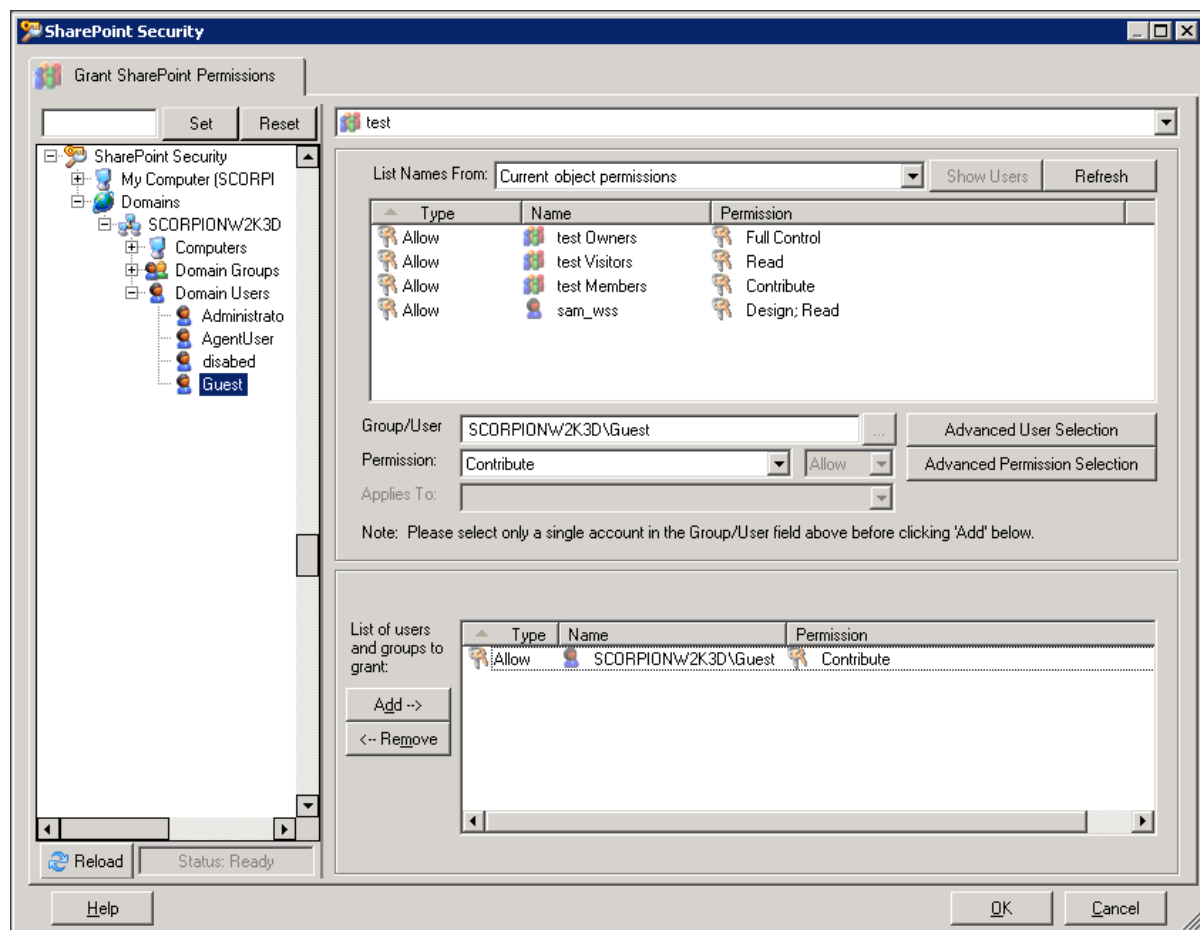 SharePoint Security
Grant SharePoint Permissions
Set Reset
SharePoint Security
My Computer (SCORPI
Domains
SCORPIONW2K3D
Computers
Domain Groups
Domain Users
Administrato
AgentUser
disabed
Guest
Reload Status: Ready
test
List Names From: Current object permissions Show Users Refresh
Type Name Permission
Allow test Owners Full Control
Allow test Visitors Read
Allow test Members Contribute
Allow sam_wss Design; Read
Group/User SCORPIONW2K3D\Guest ... Advanced User Selection
Permission: Contribute Allow Advanced Permission Selection
Applies To:
Note: Please select only a single account in the Group/User field above before clicking 'Add' below.
List of users
and groups to
grant:
Add -->
<-- Remove
Type Name Permission
Allow SCORPIONW2K3D\Guest Contribute
Help OK Cancel